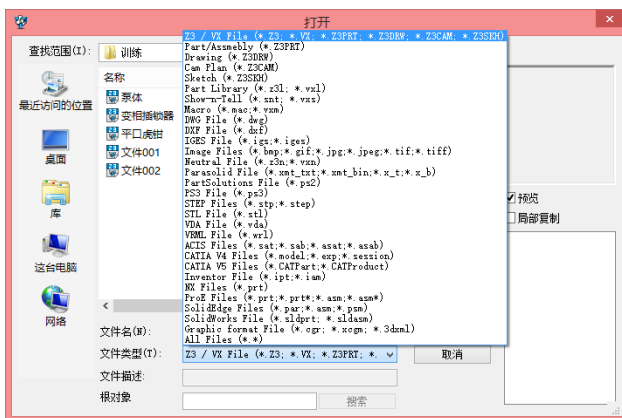 打开
查找范围(I):
训练
名称
泵体
变相插锁器
平口虎钳
文件001
文件002
最近访问的位置
桌面
库
这台电脑
网络
Z3 / VX File (*.Z3; *.VX; *.Z3PRT; *.Z3DRW; *.Z3CAM; *.Z3SKH)
Part/Assmebly (*.Z3PRT)
Drawing (*.Z3DRW)
Cam Plan (*.Z3CAM)
Sketch (*.Z3SKH)
Part Library (*.z3l; *.vxl)
Show-n-Tell (*.snt; *.vxs)
Macro (*.mac;*.vxm)
DWG File (*.dwg)
DXF File (*.dxf)
IGES File (*.igs;*.iges)
Image Files (*.bmp;*.gif;*.jpg;*.jpeg;*.tif;*.tiff)
Neutral File (*.z3n;*.vxn)
Parasolid File (*.xmt_txt;*.xmt_bin;*.x_t;*.x_b)
PartSolutions File (*.ps2)
PS3 File (*.ps3)
STEP Files (*.stp;*.step)
STL File (*.stl)
VDA File (*.vda)
VRML File (*.wrl)
ACIS Files (*.sat;*.sab;*.asat;*.asab)
CATIA V4 Files (*.model;*.exp;*.session)
CATIA V5 Files (*.CATPart;*.CATProduct)
Inventor File (*.ipt;*.iam)
NX Files (*.prt)
ProE Files (*.prt;*.prt*;*.asm;*.asm*)
SolidEdge Files (*.par;*.asm;*.psm)
SolidWorks File (*.sldprt; *.sldasm)
Graphic format File (*.cgr; *.xcgm; *.3dxml)
All Files (*.*)
预览
局部复制
文件名(N):
文件类型(T):
Z3 / VX File (*.Z3; *.VX; *.Z3PRT; *.
取消
文件描述:
根对象
搜索